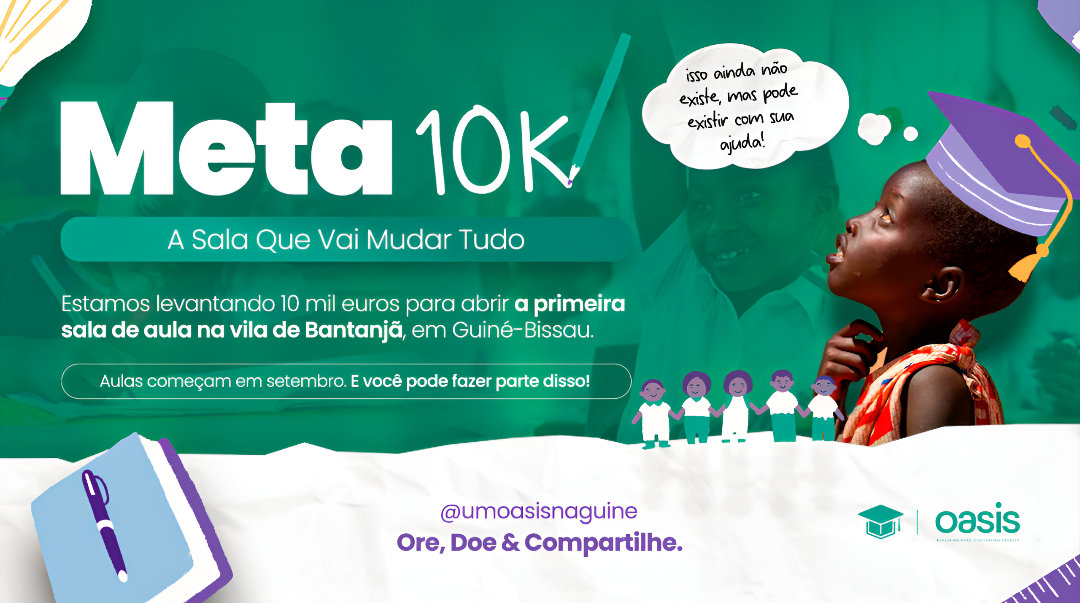 Meta 10K
A Sala Que Vai Mudar Tudo
Estamos levantando 10 mil euros para abrir a primeira
sala de aula na vila de Bantanjã, em Guiné-Bissau.
Aulas começam em setembro. E você pode fazer parte disso!
isso ainda não
existe, mas pode
existir com sua
ajuda!
@umoasisnaguine
Ore, Doe & Compartilhe.
oasis